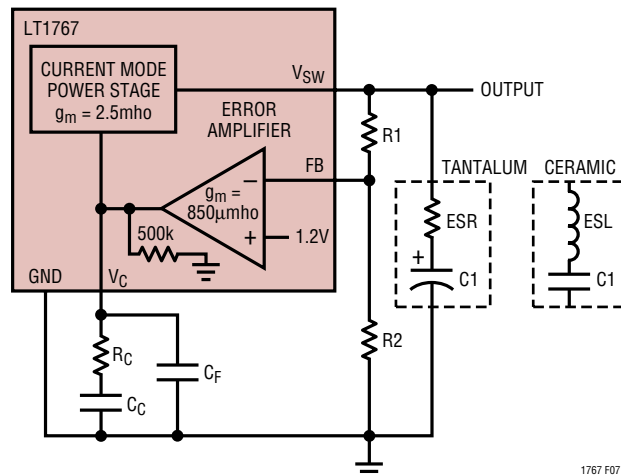 LT1767
CURRENT MODE
POWER STAGE
gm = 2.5mho
VSW
OUTPUT
ERROR
AMPLIFIER
R1
FB
TANTALUM
CERAMIC
–
gm =
850μmho
ESR
ESL
500k
+
1.2V
+
C1
C1
GND
VC
R2
RC
CF
CC
1767 F07